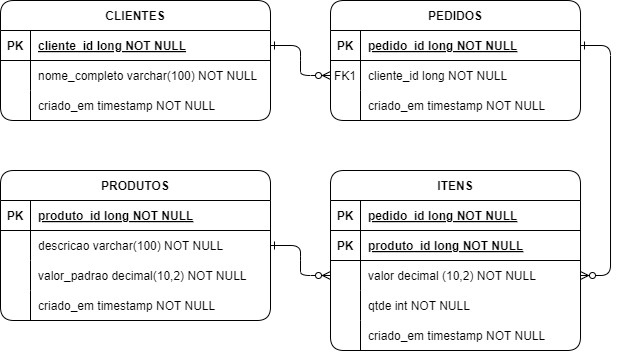 CLIENTES
PK cliente_id long NOT NULL
nome_completo varchar(100) NOT NULL
criado_em timestamp NOT NULL
PEDIDOS
PK pedido_id long NOT NULL
FK1 cliente_id long NOT NULL
criado_em timestamp NOT NULL
PRODUTOS
PK produto_id long NOT NULL
descricao varchar(100) NOT NULL
valor_padrao decimal(10,2) NOT NULL
criado_em timestamp NOT NULL
ITENS
PK pedido_id long NOT NULL
PK produto_id long NOT NULL
valor decimal (10,2) NOT NULL
qtde int NOT NULL
criado_em timestamp NOT NULL